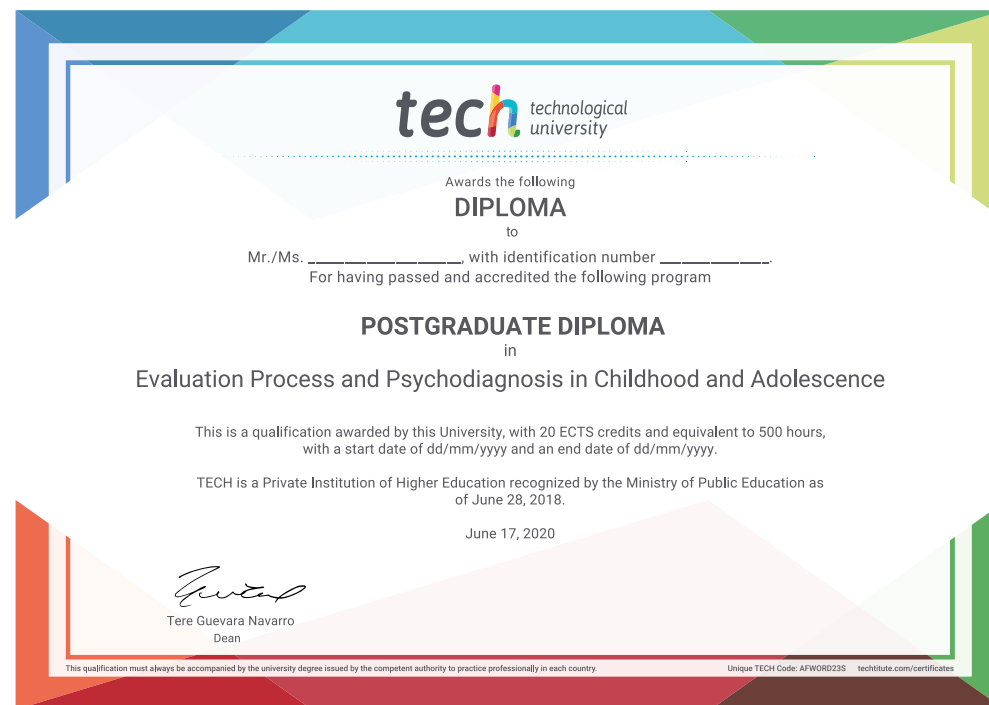 tech technological
university
Awards the following
DIPLOMA
to
Mr./Ms. ____________________, with identification number ______________.
For having passed and accredited the following program
POSTGRADUATE DIPLOMA
in
Evaluation Process and Psychodiagnosis in Childhood and Adolescence
This is a qualification awarded by this University, with 20 ECTS credits and equivalent to 500 hours,
with a start date of dd/mm/yyyy and an end date of dd/mm/yyyy.
TECH is a Private Institution of Higher Education recognized by the Ministry of Public Education as
of June 28, 2018.
June 17, 2020
Tere Guevara Navarro
Dean
This qualification must always be accompanied by the university degree issued by the competent authority to practice professionally in each country. Unique TECH Code: AFWORD23S techtitute.com/certificates